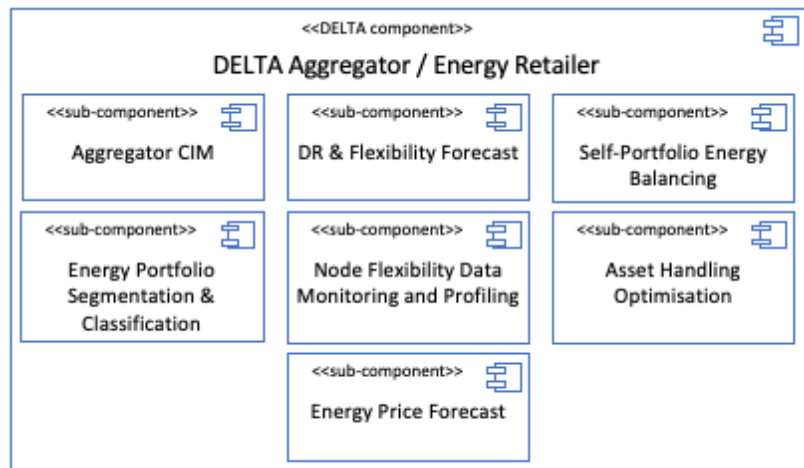 <<DELTA component>>
DELTA Aggregator / Energy Retailer
<<sub-component>>
Aggregator CIM
<<sub-component>>
DR & Flexibility Forecast
<<sub-component>>
Self-Portfolio Energy
Balancing
<<sub-component>>
Energy Portfolio
Segmentation &
Classification
<<sub-component>>
Node Flexibility Data
Monitoring and Profiling
<<sub-component>>
Asset Handling
Optimisation
<<sub-component>>
Energy Price Forecast